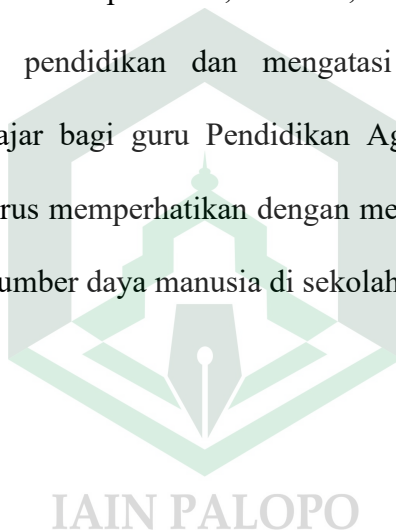 pendidikan dan mengatasi
ajar bagi guru Pendidikan Ag
rus memperhatikan dengan me
umber daya manusia di sekolah
IAIN PALOPO